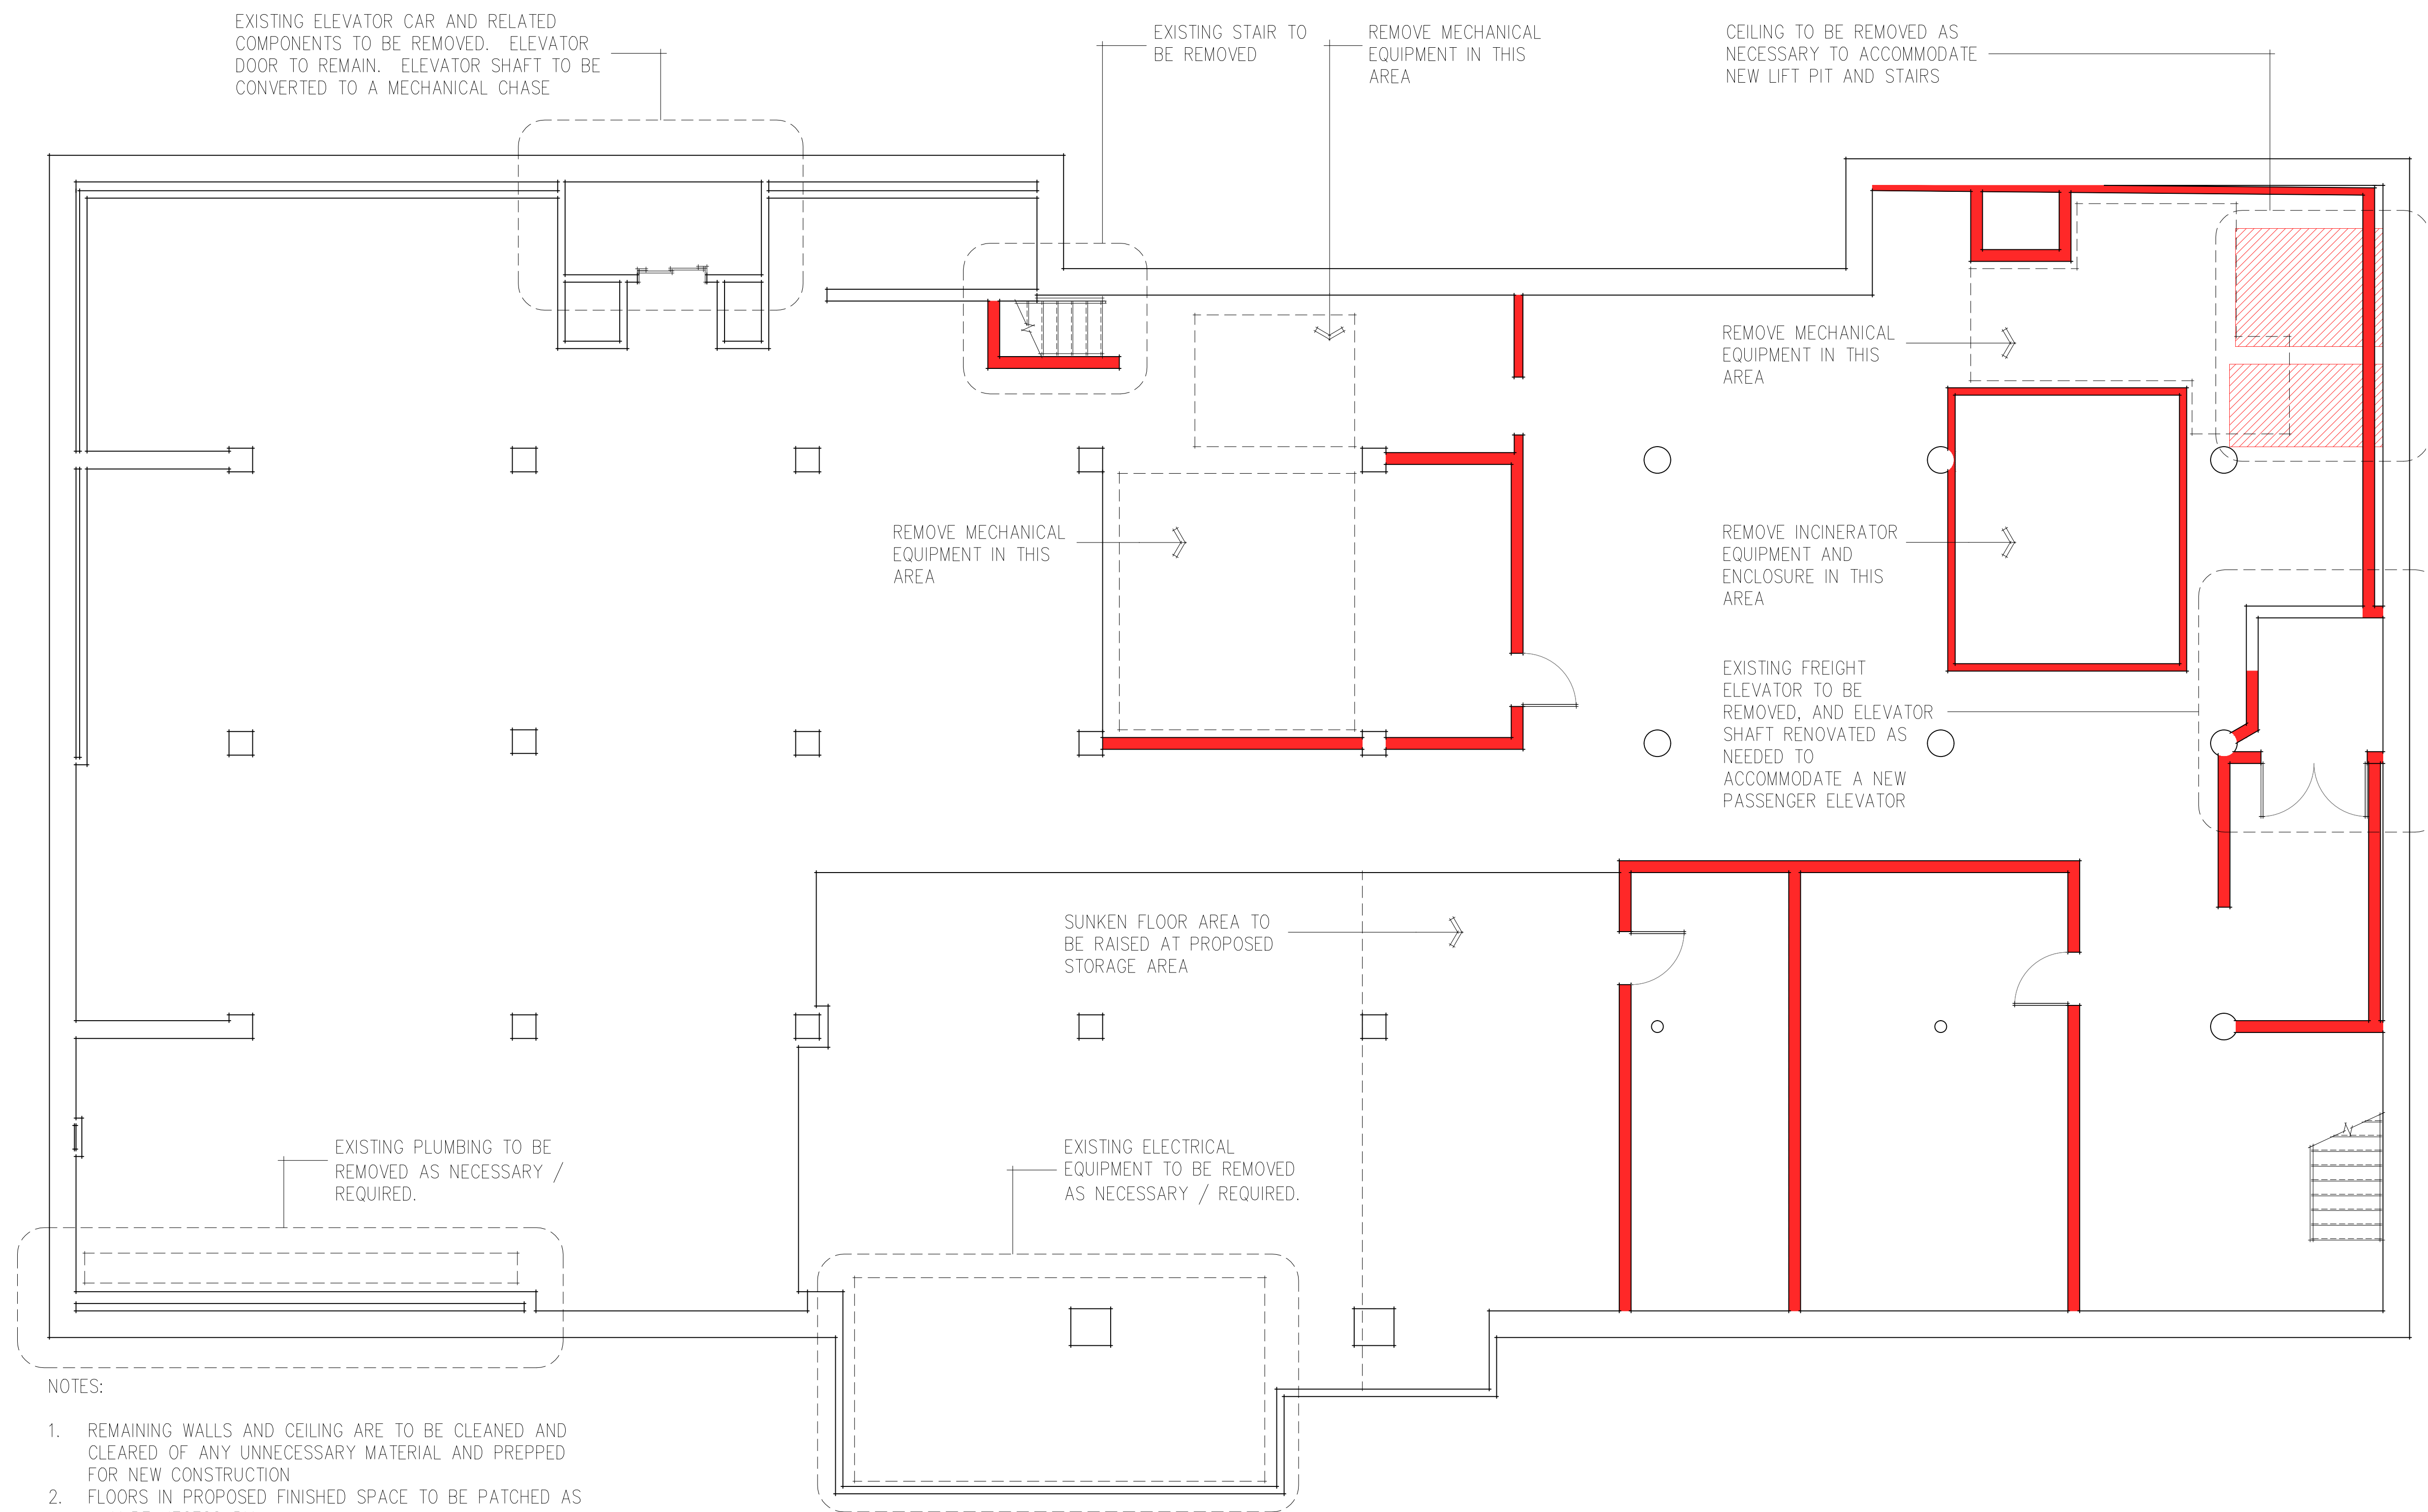 EXISTING ELEVATOR CAR AND RELATED
COMPONENTS TO BE REMOVED. ELEVATOR
DOOR TO REMAIN. ELEVATOR SHAFT TO BE
CONVERTED TO A MECHANICAL CHASE
EXISTING STAIR TO
BE REMOVED
REMOVE MECHANICAL
EQUIPMENT IN THIS
AREA
CEILING TO BE REMOVED AS
NECESSARY TO ACCOMMODATE
NEW LIFT PIT AND STAIRS
REMOVE MECHANICAL
EQUIPMENT IN THIS
AREA
REMOVE MECHANICAL
EQUIPMENT IN THIS
AREA
REMOVE INCINERATOR
EQUIPMENT AND
ENCLOSURE IN THIS
AREA
EXISTING FREIGHT
ELEVATOR TO BE
REMOVED, AND ELEVATOR
SHAFT RENOVATED AS
NEEDED TO
ACCOMMODATE A NEW
PASSENGER ELEVATOR
SUNKEN FLOOR AREA TO
BE RAISED AT PROPOSED
STORAGE AREA
EXISTING PLUMBING TO BE
REMOVED AS NECESSARY /
REQUIRED.
EXISTING ELECTRICAL
EQUIPMENT TO BE REMOVED
AS NECESSARY / REQUIRED.
NOTES:
1. REMAINING WALLS AND CEILING ARE TO BE CLEANED AND
CLEARED OF ANY UNNECESSARY MATERIAL AND PREPPED
FOR NEW CONSTRUCTION
2. FLOORS IN PROPOSED FINISHED SPACE TO BE PATCHED AS